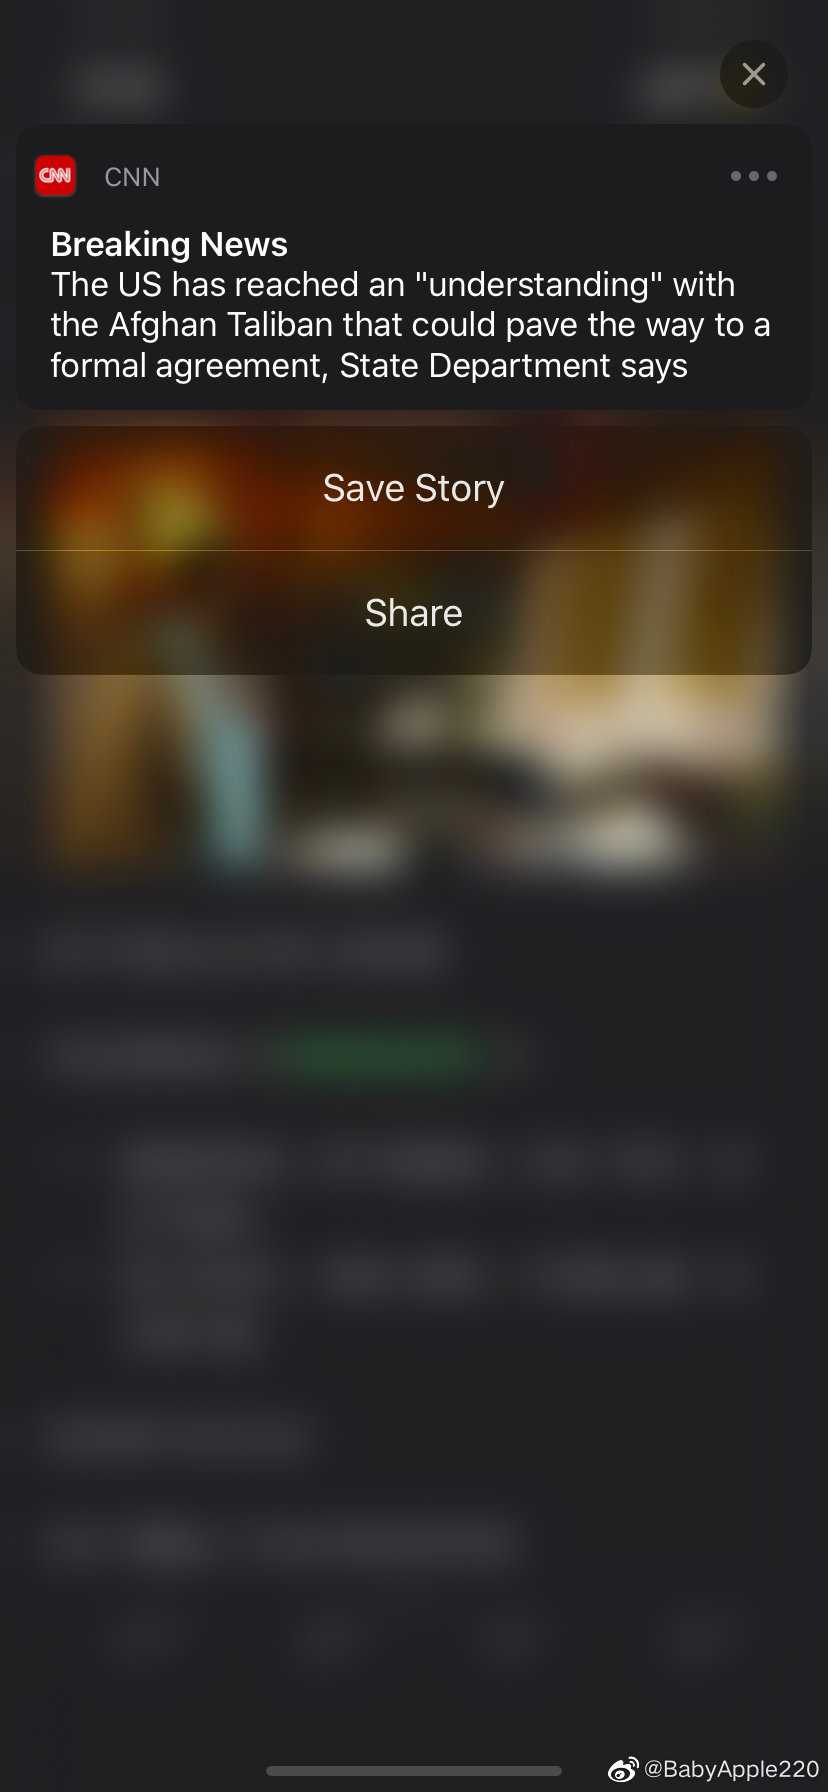 CNN
CNN
Breaking News
The US has reached an "understanding" with
the Afghan Taliban that could pave the way to a
formal agreement, State Department says
Save Story
Share
@BabyApple220